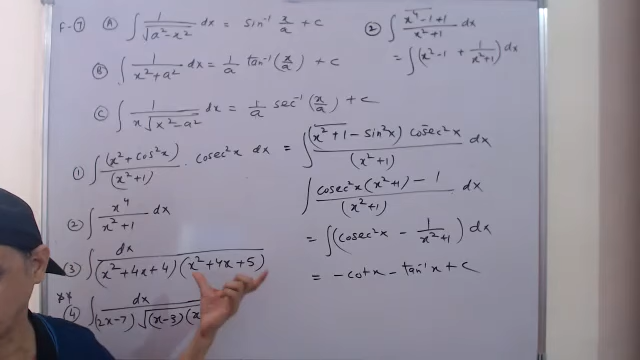 F-⑦ Ⓐ ∫ 1/√(a²-x²) dx = sin⁻¹ x/a + c
Ⓑ ∫ 1/(x²+a²) dx = 1/a tan⁻¹(x/a) + c
Ⓒ ∫ 1/(x√(x²-a²)) dx = 1/a sec⁻¹(x/a) + c
① ∫ (x²+cos²x)/(x²+1) . cosec²x dx = ∫ (x²+1-sin²x) cosec²x/(x²+1) dx
∫ (cosec²x(x²+1) - 1)/(x²+1) dx
= ∫(cosec²x - 1/(x²+1)) dx
= -cotx - tan⁻¹x + c
② ∫ x⁴/(x²+1) dx
③ ∫ dx/((x²+4x+4)(x²+4x+5))
** ④ ∫ dx/((2x-7)√((x-3)(x
② ∫ (x⁴-1+1)/(x²+1) dx
= ∫(x²-1 + 1/(x²+1)) dx